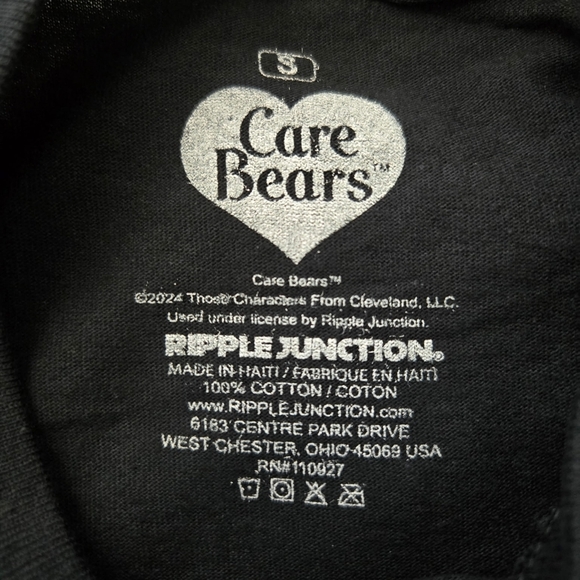 S
Care
Bears™
Care Bears™
©2024 Those Characters From Cleveland, LLC.
Used under license by Ripple Junction.
RIPPLE JUNCTION®
MADE IN HAITI / FABRIQUE EN HAITI
100% COTTON / COTON
www.RIPPLEJUNCTION.com
6183 CENTRE PARK DRIVE
WEST CHESTER, OHIO 45069 USA
RN#110927